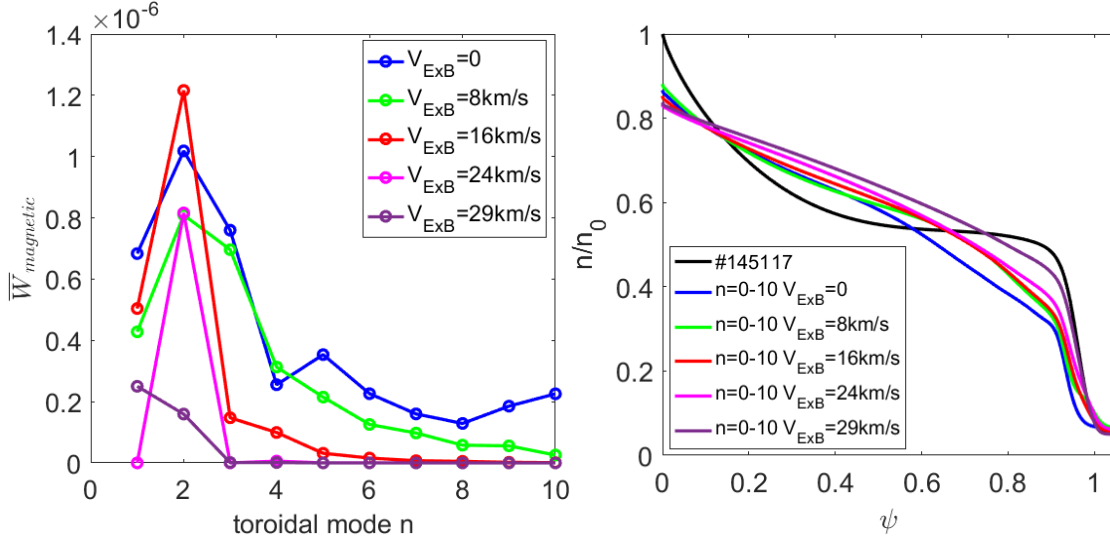 ×10⁻⁶
1.4
1.2
1
0.8
0.6
0.4
0.2
0
0 2 4 6 8 10
toroidal mode n
W̅magnetic
V_ExB=0
V_ExB=8km/s
V_ExB=16km/s
V_ExB=24km/s
V_ExB=29km/s
1
0.8
0.6
0.4
0.2
0
0 0.2 0.4 0.6 0.8 1
ψ
n/n₀
#145117
n=0-10 V_ExB=0
n=0-10 V_ExB=8km/s
n=0-10 V_ExB=16km/s
n=0-10 V_ExB=24km/s
n=0-10 V_ExB=29km/s